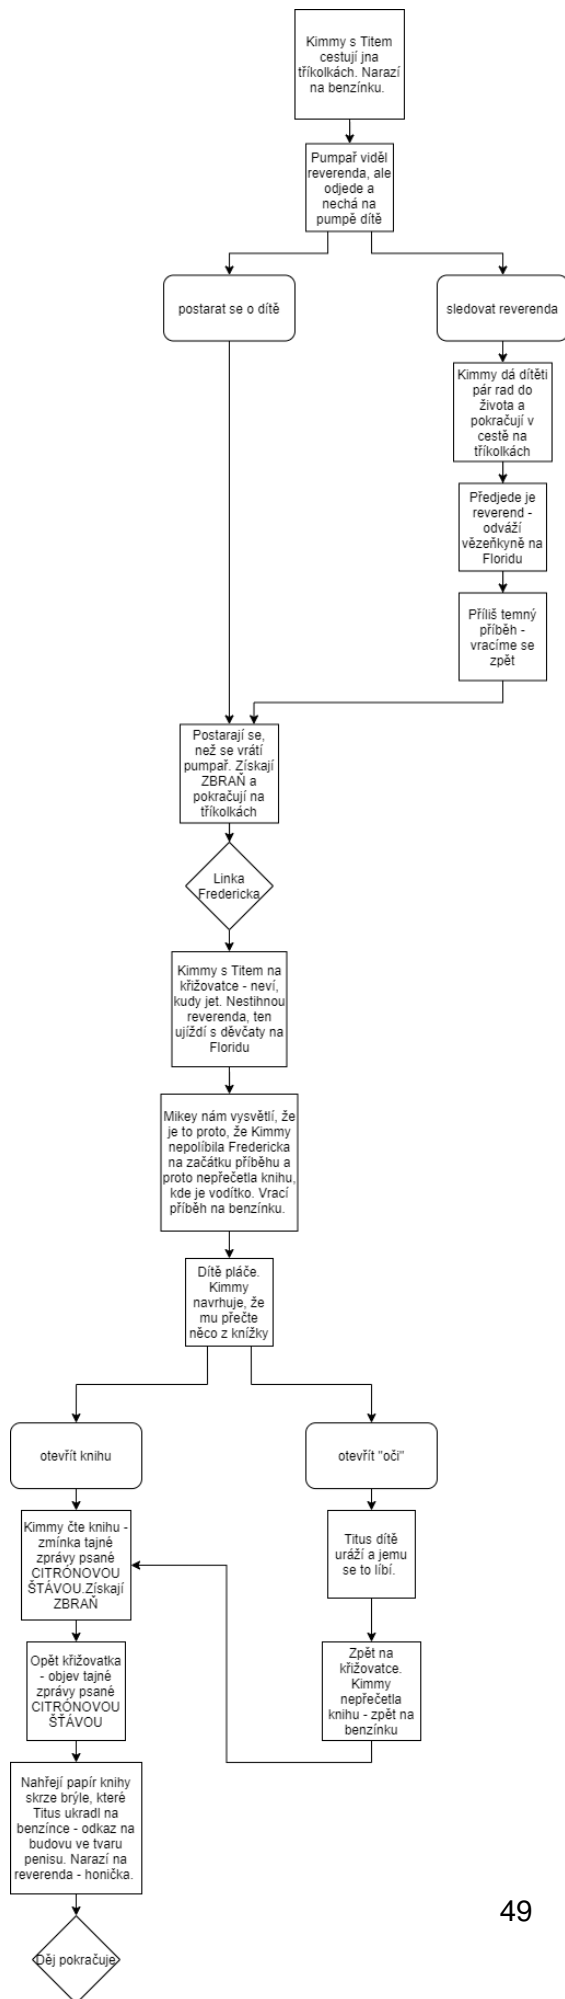 Kimmy s Titem
cestují jna
tříkolkách. Narazí
na benzínku.
Pumpař viděl
reverenda, ale
odjede a
nechá na
pumpě dítě
postarat se o dítě
sledovat reverenda
Kimmy dá dítěti
pár rad do
života a
pokračují v
cestě na
tříkolkách
Předjede je
reverend -
odváží
vězeňkyně na
Floridu
Příliš temný
příběh -
vracíme se
zpět
Postarají se,
než se vrátí
pumpař. Získají
ZBRAŇ a
pokračují na
tříkolkách
Linka
Fredericka
Kimmy s Titem na
křižovatce - neví,
kudy jet. Nestihnou
reverenda, ten
ujíždí s děvčaty na
Floridu
Mikey nám vysvětlí, že
je to proto, že Kimmy
nepolíbila Fredericka
na začátku příběhu a
proto nepřečetla knihu,
kde je vodítko. Vrací
příběh na benzínku.
Dítě pláče.
Kimmy
navrhuje, že
mu přečte
něco z knížky
otevřít knihu
otevřít "oči"
Kimmy čte knihu -
zmínka tajné
zprávy psané
CITRÓNOVOU
ŠTÁVOU.Získají
ZBRAŇ
Titus dítě
uráží a jemu
se to líbí.
Opět křižovatka
- objev tajné
zprávy psané
CITRÓNOVOU
ŠŤÁVOU
Zpět na
křižovatce.
Kimmy
nepřečetla
knihu - zpět na
benzínku
Nahřejí papír knihy
skrze brýle, které
Titus ukradl na
benzínce - odkaz na
budovu ve tvaru
penisu. Narazí na
reverenda - honička.
Děj pokračuje
49